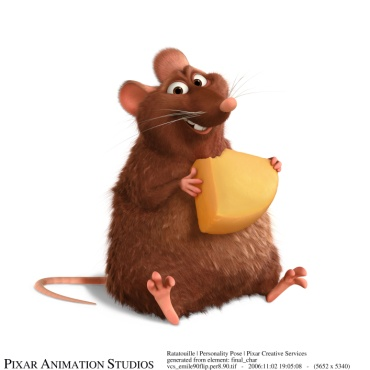 Ratatouille | Personality Pose | Pixar Creative Services
generated from element: final_char
PIXAR ANIMATION STUDIOS
vcs_emile90flip.per8.90.tif - 2006:11:02 19:05:08 - (5652 x 5340)